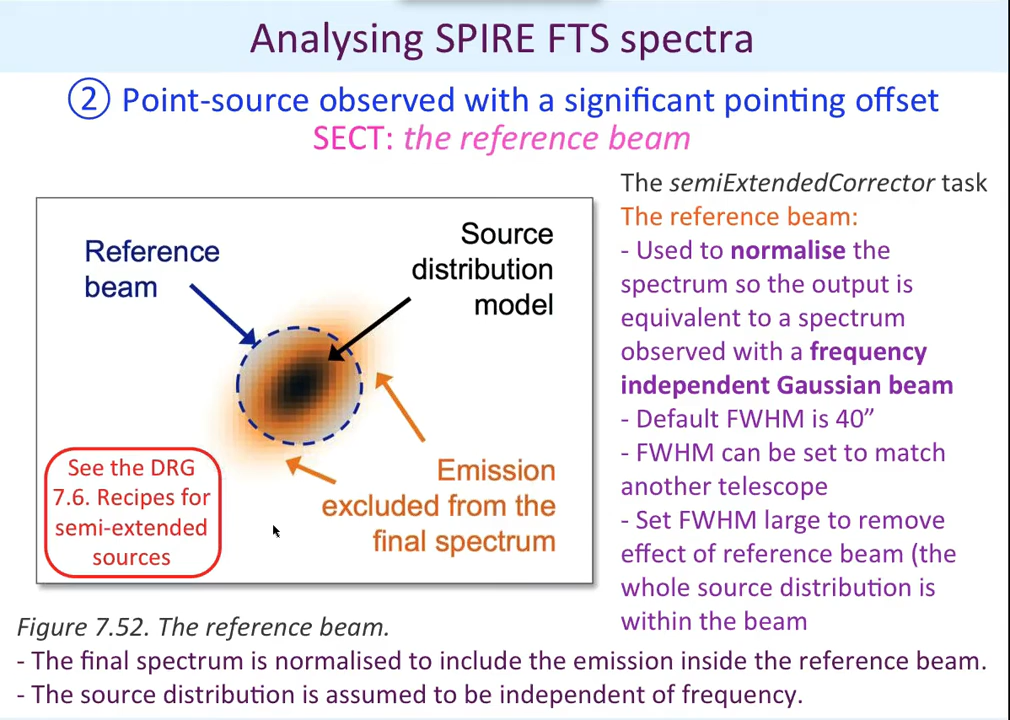 Analysing SPIRE FTS spectra
② Point-source observed with a significant pointing offset
SECT: the reference beam
Reference
beam
Source
distribution
model
Emission
excluded from the
final spectrum
See the DRG
7.6. Recipes for
semi-extended
sources
The semiExtendedCorrector task
The reference beam:
- Used to normalise the
spectrum so the output is
equivalent to a spectrum
observed with a frequency
independent Gaussian beam
- Default FWHM is 40”
- FWHM can be set to match
another telescope
- Set FWHM large to remove
effect of reference beam (the
whole source distribution is
within the beam
Figure 7.52. The reference beam.
- The final spectrum is normalised to include the emission inside the reference beam.
- The source distribution is assumed to be independent of frequency.